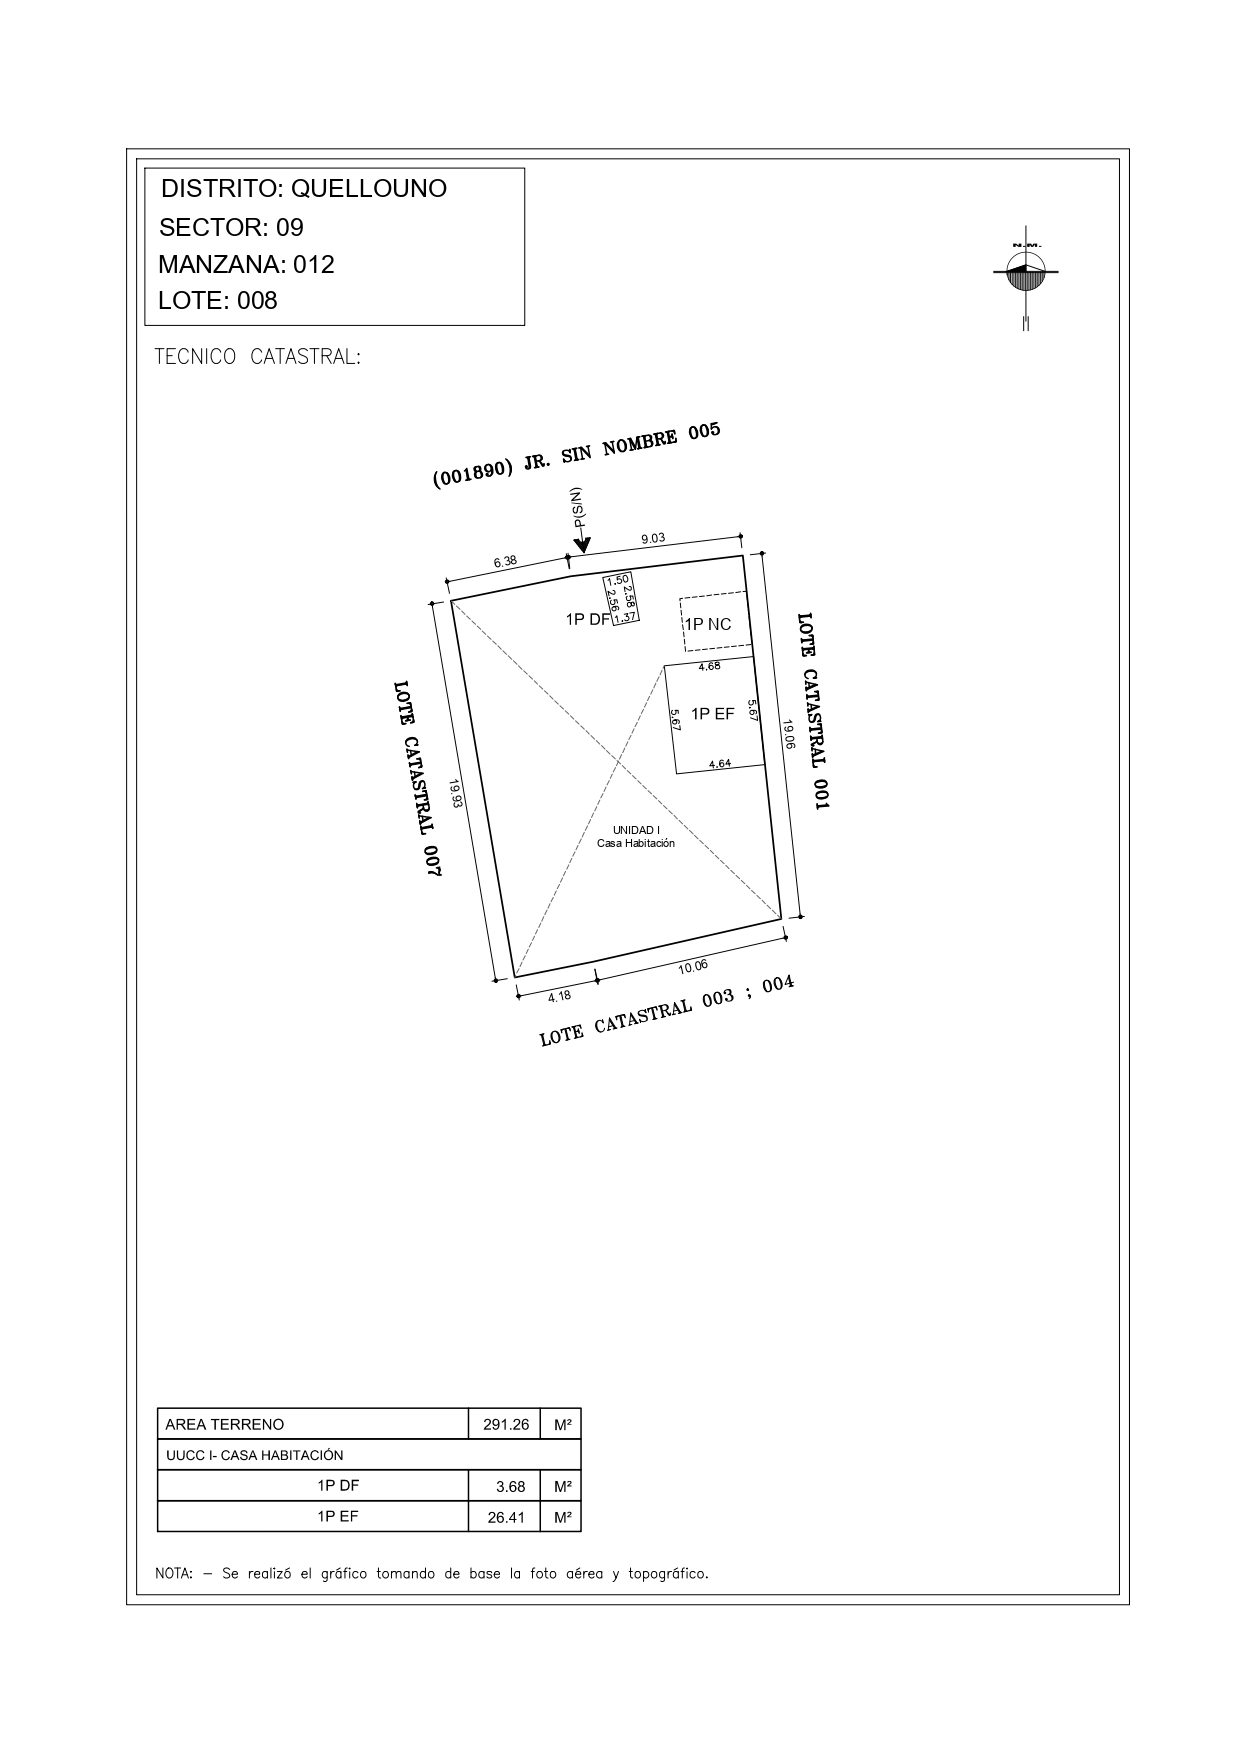 DISTRITO: QUELLOUNO
SECTOR: 09
MANZANA: 012
LOTE: 008
N.M.
TECNICO CATASTRAL:
(001890) JR. SIN NOMBRE 005
P(S/N)
9.03
6.38
1.50
2.56
2.58
1.37
1P DF
1P NC
4.68
LOTE CATASTRAL 001
LOTE CATASTRAL 007
5.67
1P EF
5.67
19.06
4.64
19.93
UNIDAD I
Casa Habitación
10.06
4.18
LOTE CATASTRAL 003 ; 004
AREA TERRENO 291.26 M²
UUCC I- CASA HABITACIÓN
1P DF 3.68 M²
1P EF 26.41 M²
NOTA: – Se realizó el gráfico tomando de base la foto aérea y topográfico.